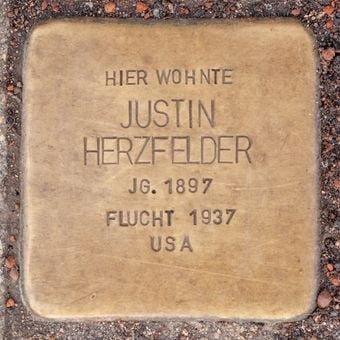 HIER WOHNTE
JUSTIN
HERZFELDER
JG. 1897
FLUCHT 1937
USA